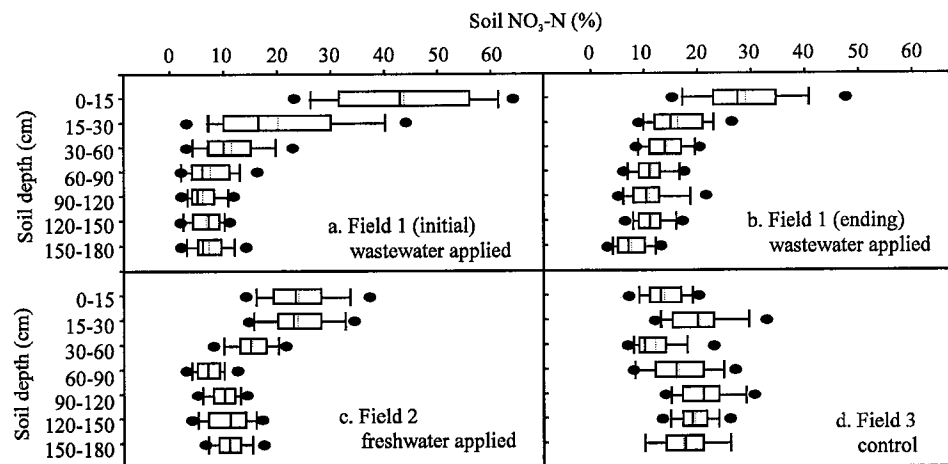 Soil NO₃-N (%)
0 10 20 30 40 50 60 0 10 20 30 40 50 60
Soil depth (cm)
0-15
15-30
30-60
60-90
90-120
120-150
150-180
a. Field 1 (initial)
wastewater applied
b. Field 1 (ending)
wastewater applied
Soil depth (cm)
0-15
15-30
30-60
60-90
90-120
120-150
150-180
c. Field 2
freshwater applied
d. Field 3
control